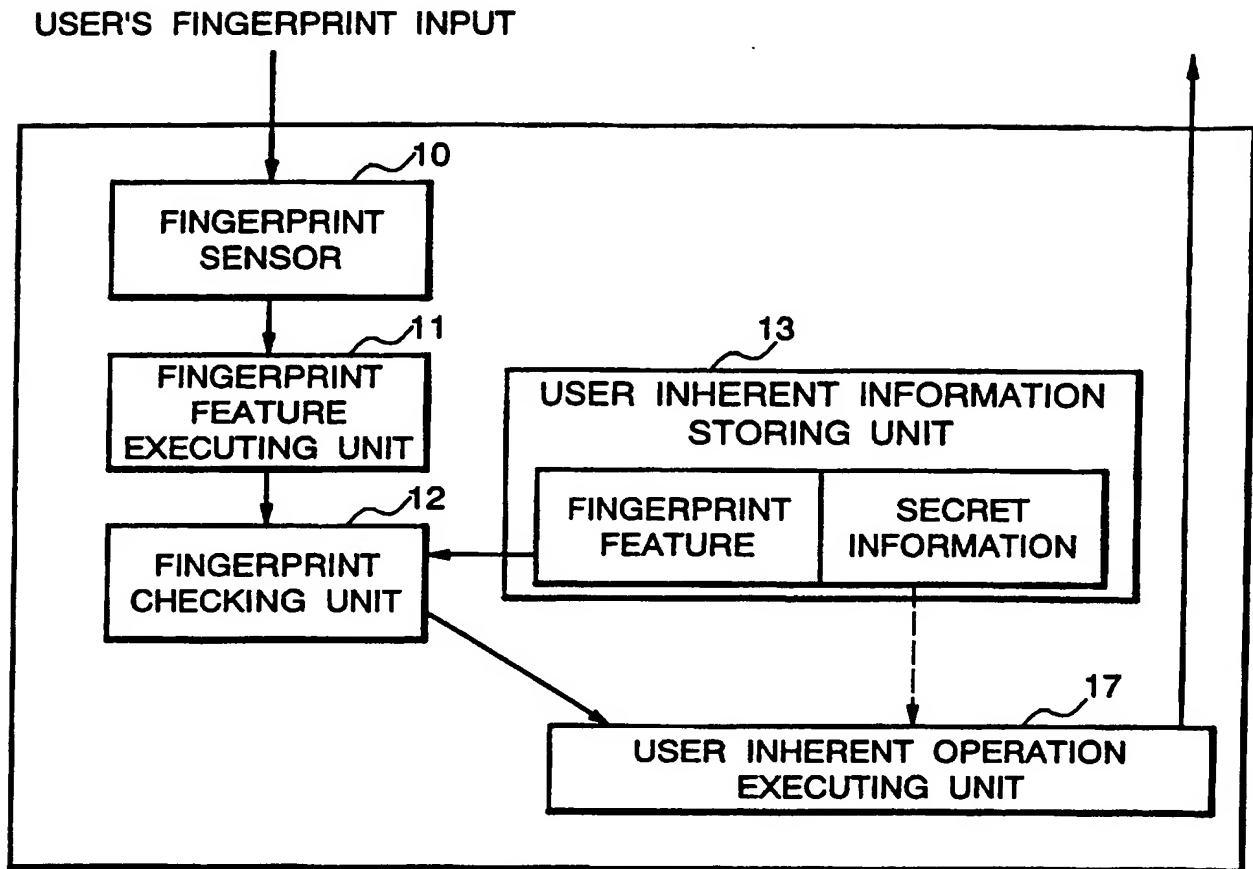 USER'S FINGERPRINT INPUT
10
FINGERPRINT
SENSOR
11
FINGERPRINT
FEATURE
EXECUTING UNIT
12
FINGERPRINT
CHECKING UNIT
13
USER INHERENT INFORMATION
STORING UNIT
FINGERPRINT
FEATURE
SECRET
INFORMATION
17
USER INHERENT OPERATION
EXECUTING UNIT